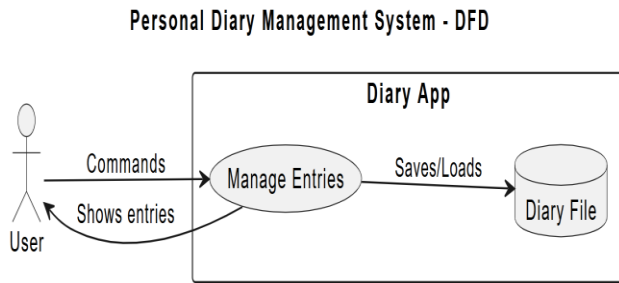 Personal Diary Management System - DFD
Diary App
Commands
Manage Entries
Saves/Loads
Diary File
Shows entries
User